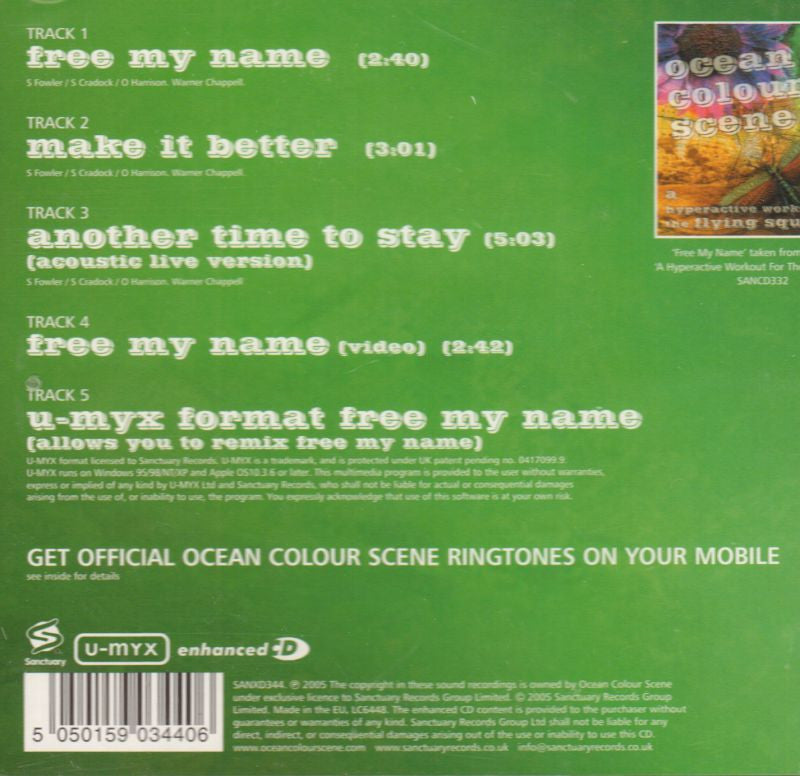 TRACK 1
free my name (2:40)
S Fowler / S Cradock / O Harrison. Warner Chappell.
TRACK 2
make it better (3:01)
S Fowler / S Cradock / O Harrison. Warner Chappell.
TRACK 3
another time to stay (5:03)
(acoustic live version)
S Fowler / S Cradock / O Harrison. Warner Chappell
TRACK 4
free my name (video) (2:42)
TRACK 5
u-myx format free my name
(allows you to remix free my name)
U-MYX format licensed to Sanctuary Records. U-MYX is a trademark, and is protected under UK patent pending no. 0417099.9.
U-MYX runs on Windows 95/98/NT/XP and Apple OS10.3.6 or later. This multimedia program is provided to the user without warranties,
express or implied of any kind by U-MYX Ltd and Sanctuary Records, who shall not be liable for actual or consequential damages
arising from the use of, or inability to use, the program. You expressly acknowledge that use of this software is at your own risk.
ocean
colour
scene
a
hyperactive work
the flying squ
'Free My Name' taken from
'A Hyperactive Workout For The
SANCD332
GET OFFICIAL OCEAN COLOUR SCENE RINGTONES ON YOUR MOBILE
see inside for details
Sanctuary
U-MYX
enhanced CD
5 050159 034406
SANXD344. ℗ 2005 The copyright in these sound recordings is owned by Ocean Colour Scene
under exclusive licence to Sanctuary Records Group Limited. © 2005 Sanctuary Records Group
Limited. Made in the EU. LC6448. The enhanced CD content is provided to the purchaser without
guarantees or warranties of any kind. Sanctuary Records Group Ltd shall not be liable for any
direct, indirect, or consequential damages arising out of the use or inability to use this CD.
www.oceancolourscene.com www.sanctuaryrecords.co.uk info@sanctuaryrecords.co.uk